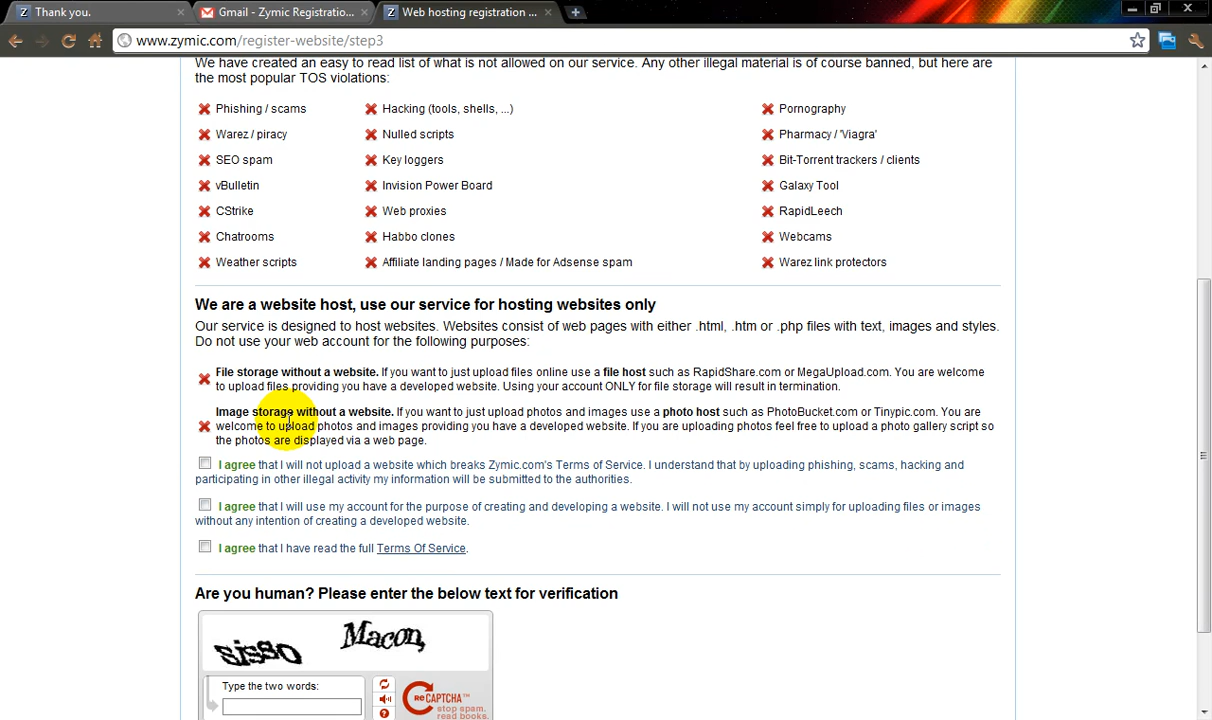 Thank you.
Gmail - Zymic Registratio...
Web hosting registration ...
www.zymic.com/register-website/step3
We have created an easy to read list of what is not allowed on our service. Any other illegal material is of course banned, but here are
the most popular TOS violations:
Phishing / scams
Hacking (tools, shells, ...)
Pornography
Warez / piracy
Nulled scripts
Pharmacy / 'Viagra'
SEO spam
Key loggers
Bit-Torrent trackers / clients
vBulletin
Invision Power Board
Galaxy Tool
CStrike
Web proxies
RapidLeech
Chatrooms
Habbo clones
Webcams
Weather scripts
Affiliate landing pages / Made for Adsense spam
Warez link protectors
We are a website host, use our service for hosting websites only
Our service is designed to host websites. Websites consist of web pages with either .html, .htm or .php files with text, images and styles.
Do not use your web account for the following purposes:
File storage without a website. If you want to just upload files online use a file host such as RapidShare.com or MegaUpload.com. You are welcome
to upload files providing you have a developed website. Using your account ONLY for file storage will result in termination.
Image storage without a website. If you want to just upload photos and images use a photo host such as PhotoBucket.com or Tinypic.com. You are
welcome to upload photos and images providing you have a developed website. If you are uploading photos feel free to upload a photo gallery script so
the photos are displayed via a web page.
I agree that I will not upload a website which breaks Zymic.com's Terms of Service. I understand that by uploading phishing, scams, hacking and
participating in other illegal activity my information will be submitted to the authorities.
I agree that I will use my account for the purpose of creating and developing a website. I will not use my account simply for uploading files or images
without any intention of creating a developed website.
I agree that I have read the full Terms Of Service.
Are you human? Please enter the below text for verification
sisso Macon,
Type the two words:
reCAPTCHA™
stop spam.
read books.